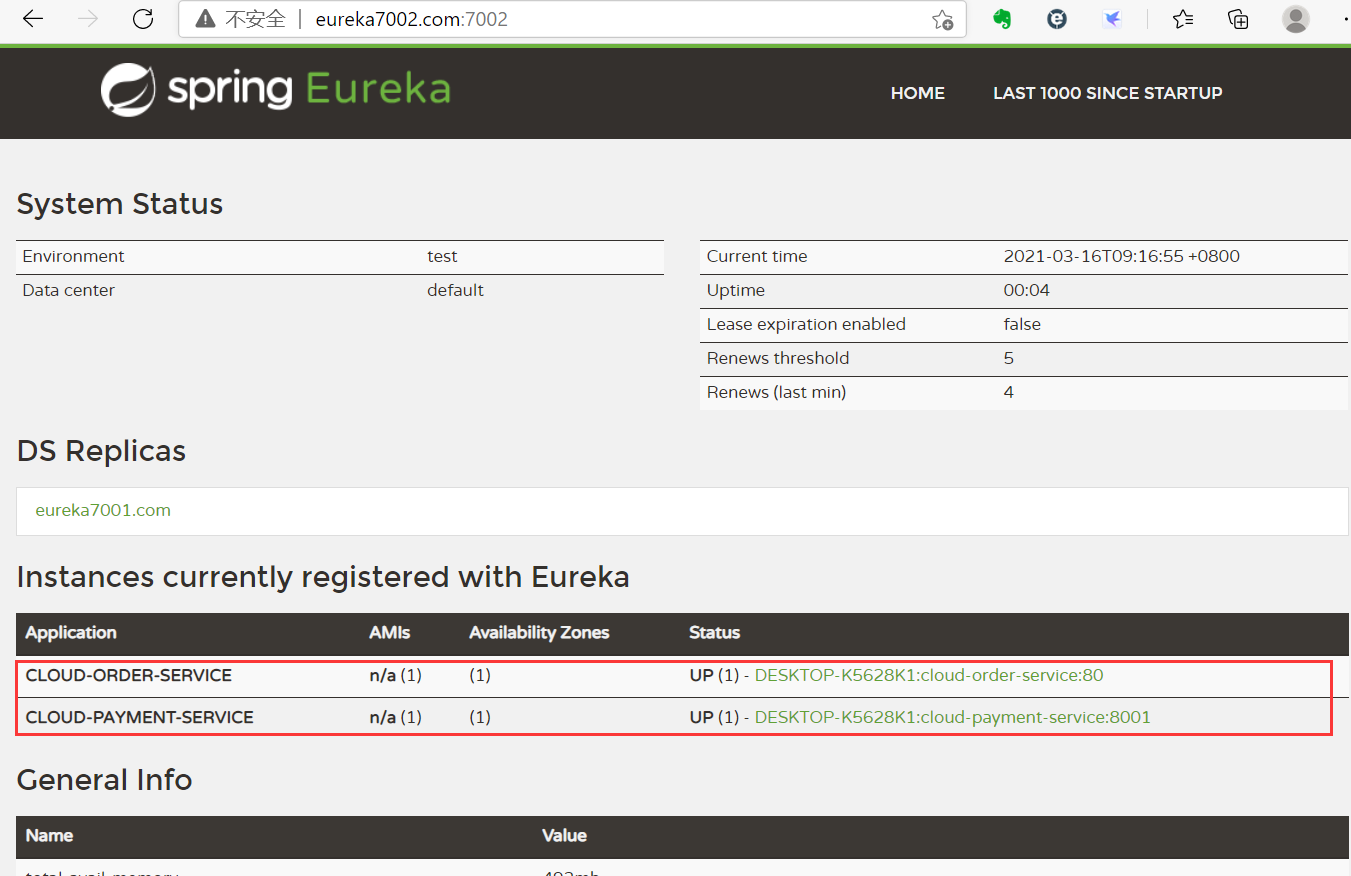 不安全 | eureka7002.com:7002
spring Eureka
HOME LAST 1000 SINCE STARTUP
System Status
Environment test
Data center default
Current time 2021-03-16T09:16:55 +0800
Uptime 00:04
Lease expiration enabled false
Renews threshold 5
Renews (last min) 4
DS Replicas
eureka7001.com
Instances currently registered with Eureka
Application AMIs Availability Zones Status
CLOUD-ORDER-SERVICE n/a (1) (1) UP (1) - DESKTOP-K5628K1:cloud-order-service:80
CLOUD-PAYMENT-SERVICE n/a (1) (1) UP (1) - DESKTOP-K5628K1:cloud-payment-service:8001
General Info
Name Value